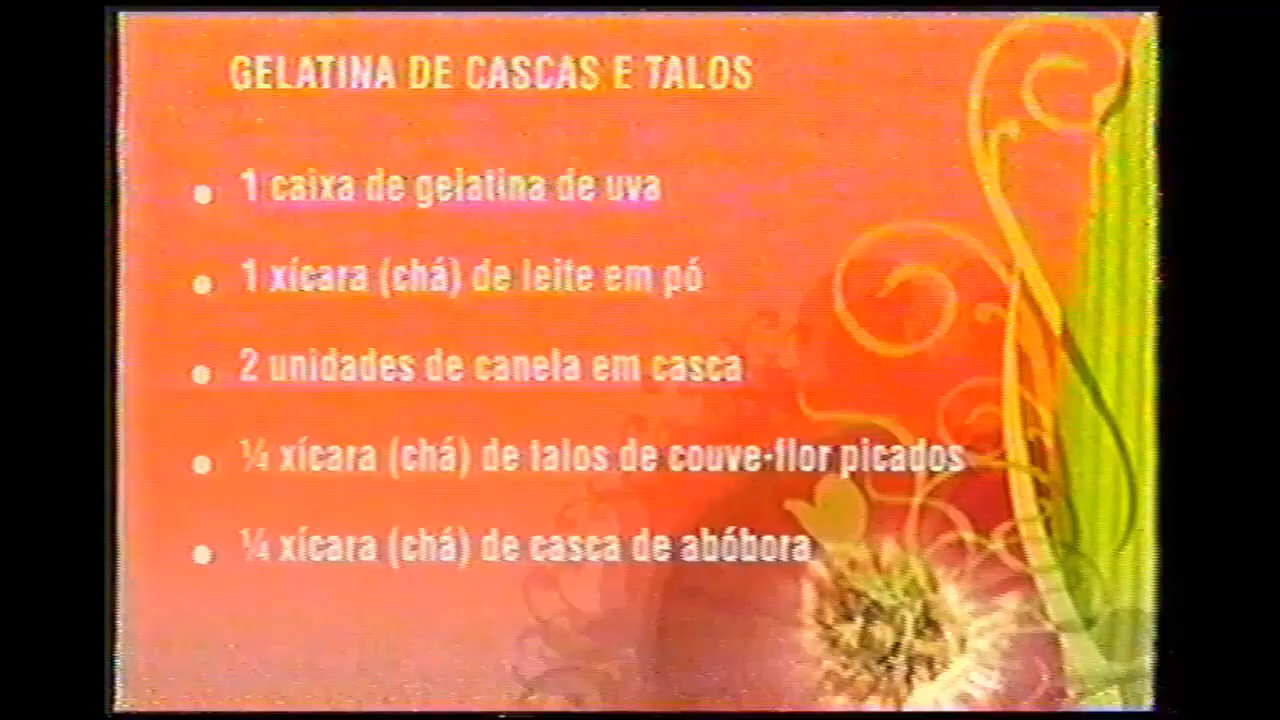 GELATINA DE CASCAS E TALOS
• 1 caixa de gelatina de uva
• 1 xícara (chá) de leite em pó
• 2 unidades de canela em casca
• ¼ xícara (chá) de talos de couve-flor picados
• ¼ xícara (chá) de casca de abóbora